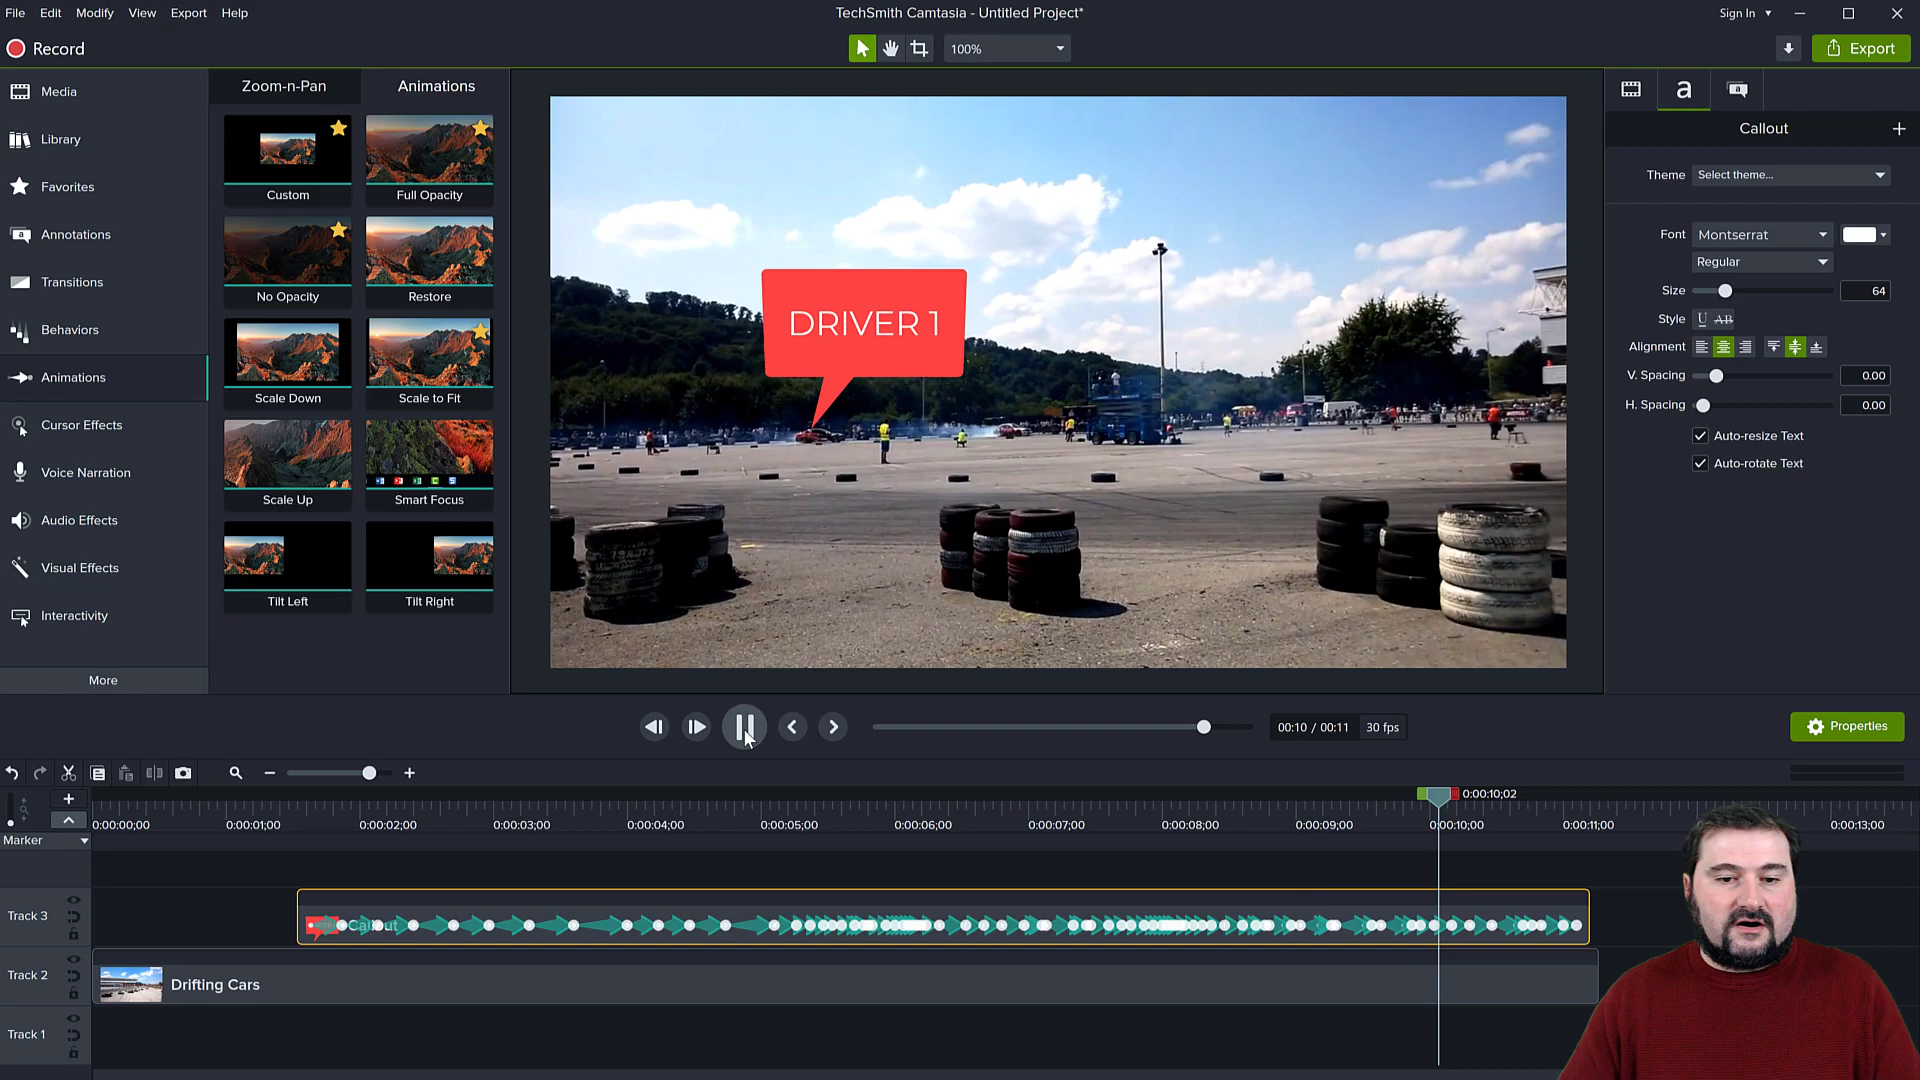 File Edit Modify View Export Help
TechSmith Camtasia - Untitled Project*
Sign In
Record
100%
Export
Media
Library
Favorites
Annotations
Transitions
Behaviors
Animations
Cursor Effects
Voice Narration
Audio Effects
Visual Effects
Interactivity
More
Zoom-n-Pan
Animations
Custom
Full Opacity
No Opacity
Restore
Scale Down
Scale to Fit
Scale Up
Smart Focus
Tilt Left
Tilt Right
DRIVER 1
a
Callout
Theme Select theme...
Font Montserrat
Regular
Size 64
Style U AB
Alignment
V. Spacing 0.00
H. Spacing 0.00
Auto-resize Text
Auto-rotate Text
00:10 / 00:11 30 fps
Properties
0:00:10;02
0:00:00;00 0:00:01;00 0:00:02;00 0:00:03;00 0:00:04;00 0:00:05;00 0:00:06;00 0:00:07;00 0:00:08;00 0:00:09;00 0:00:10;00 0:00:11;00 0:00:13;00
Marker
Track 3
Callout
Track 2
Drifting Cars
Track 1